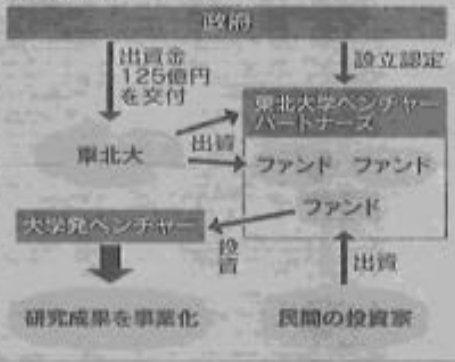 政府
出資金
125億円
を交付
設立認定
東北大学ベンチャー
パートナーズ
東北大
出資
ファンド ファンド
ファンド
大学発ベンチャー
投
資
出資
研究成果を事業化
民間の投資家